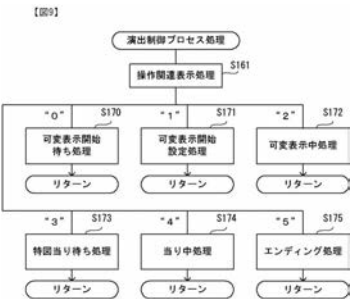 【図9】
演出制御プロセス処理
S161
操作関連表示処理
"0"
S170
"1"
S171
"2"
S172
可変表示開始
待ち処理
可変表示開始
設定処理
可変表示中処理
リターン
リターン
リターン
"3"
S173
"4"
S174
"5"
S175
特図当り待ち処理
当り中処理
エンディング処理
リターン
リターン
リターン